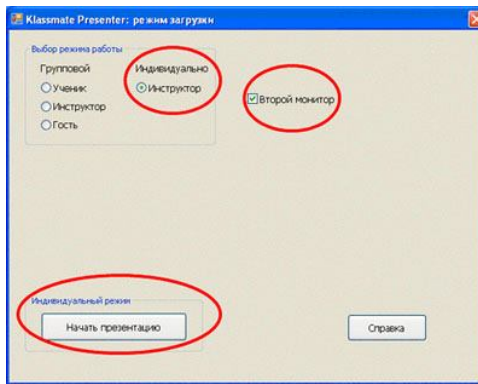 Klassmate Presenter: режим загрузки
Выбор режима работы
Групповой Индивидуально
Ученик Инструктор
Инструктор
Гость
Второй монитор
Индивидуальный режим
Начать презентацию
Справка